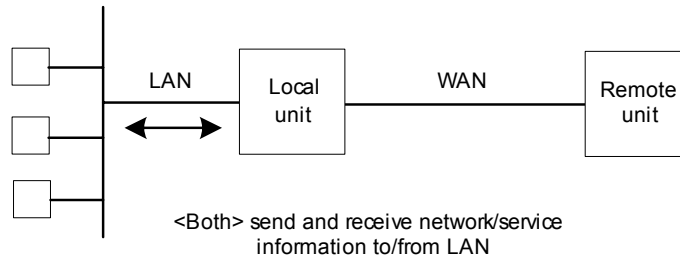 LAN
Local
unit
WAN
Remote
unit
<Both> send and receive network/service
information to/from LAN